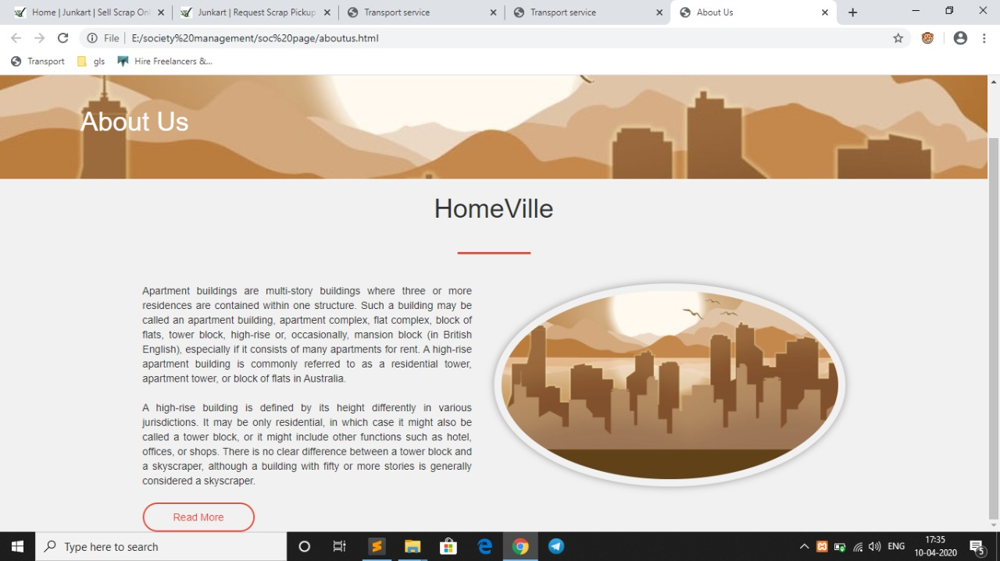 Home | Junkart | Sell Scrap Onl
Junkart | Request Scrap Pickup
Transport service
Transport service
About Us
File
E:/society%20management/soc%20page/aboutus.html
Transport
gls
Hire Freelancers &...
About Us
HomeVille
Apartment buildings are multi-story buildings where three or more
residences are contained within one structure. Such a building may be
called an apartment building, apartment complex, flat complex, block of
flats, tower block, high-rise or, occasionally, mansion block (in British
English), especially if it consists of many apartments for rent. A high-rise
apartment building is commonly referred to as a residential tower,
apartment tower, or block of flats in Australia.
A high-rise building is defined by its height differently in various
jurisdictions. It may be only residential, in which case it might also be
called a tower block, or it might include other functions such as hotel,
offices, or shops. There is no clear difference between a tower block and
a skyscraper, although a building with fifty or more stories is generally
considered a skyscraper.
Read More
Type here to search
ENG
17:35
10-04-2020
5